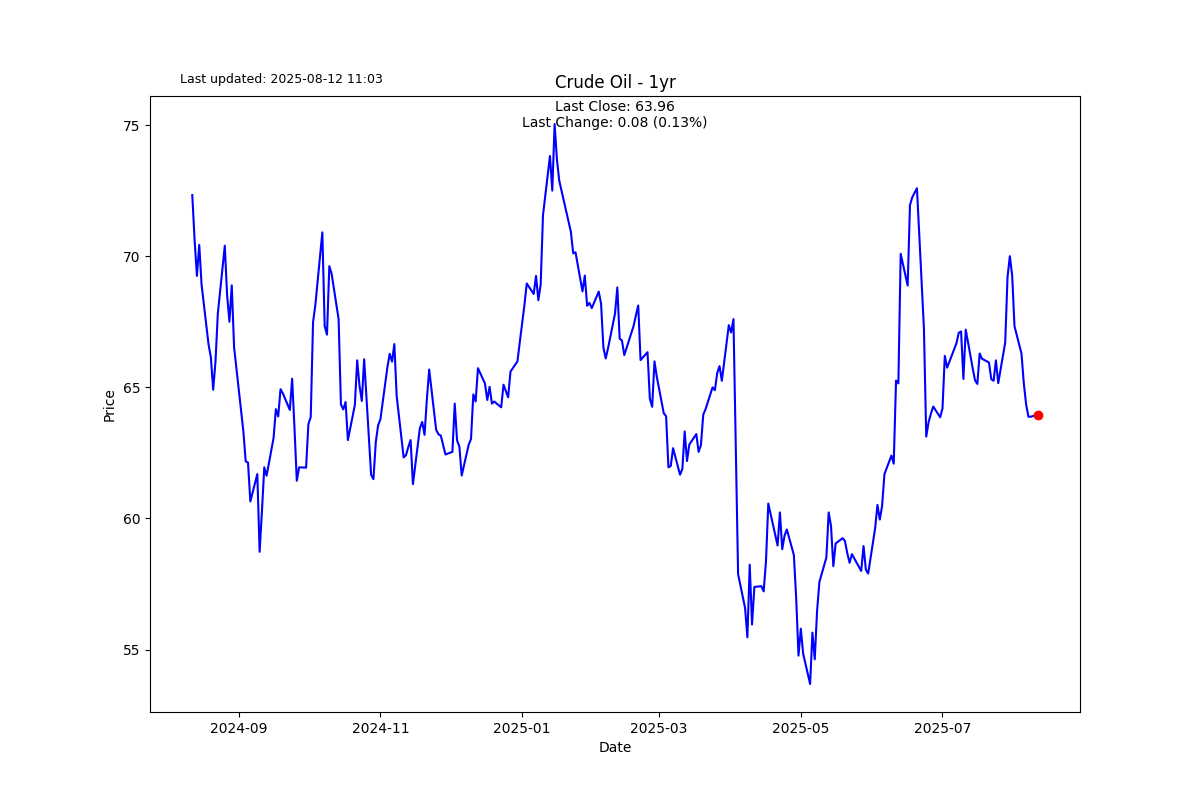 Last updated: 2025-08-12 11:03
Crude Oil - 1yr
Last Close: 63.96
Last Change: 0.08 (0.13%)
75
70
65
60
55
Price
2024-09
2024-11
2025-01
2025-03
2025-05
2025-07
Date